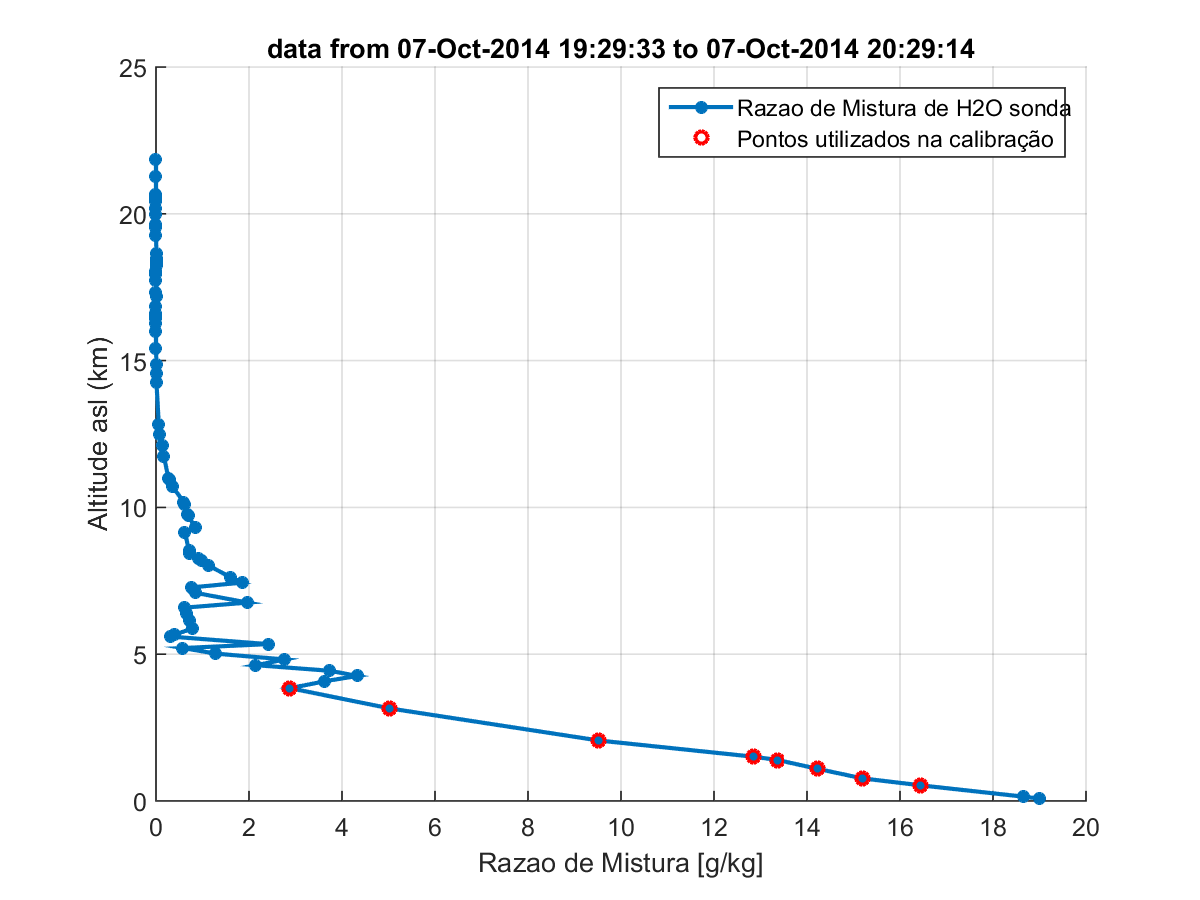 data from 07-Oct-2014 19:29:33 to 07-Oct-2014 20:29:14
Razao de Mistura de H2O sonda
Pontos utilizados na calibração
25
20
15
10
5
0
Altitude asl (km)
0 2 4 6 8 10 12 14 16 18 20
Razao de Mistura [g/kg]